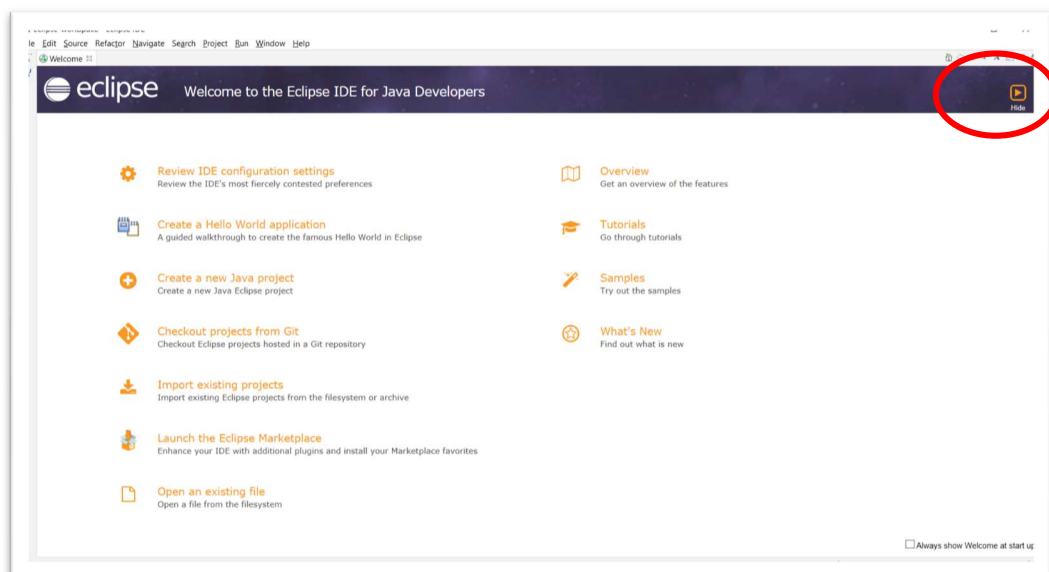 le Edit Source Refactor Navigate Search Project Run Window Help
Welcome
eclipse Welcome to the Eclipse IDE for Java Developers
Hide
Review IDE configuration settings
Review the IDE's most fiercely contested preferences
Create a Hello World application
A guided walkthrough to create the famous Hello World in Eclipse
Create a new Java project
Create a new Java Eclipse project
Checkout projects from Git
Checkout Eclipse projects hosted in a Git repository
Import existing projects
Import existing Eclipse projects from the filesystem or archive
Launch the Eclipse Marketplace
Enhance your IDE with additional plugins and install your Marketplace favorites
Open an existing file
Open a file from the filesystem
Overview
Get an overview of the features
Tutorials
Go through tutorials
Samples
Try out the samples
What's New
Find out what is new
Always show Welcome at start up